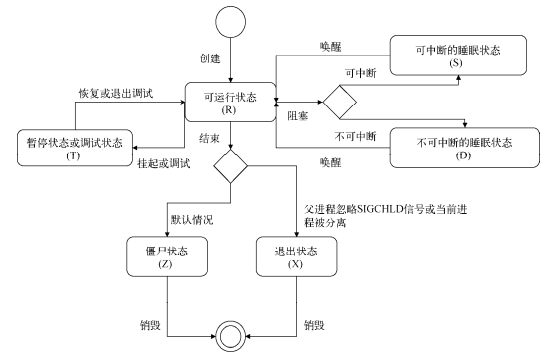 创建
唤醒
可中断的睡眠状态
(S)
可中断
恢复或退出调试
可运行状态
(R)
阻塞
暂停状态或调试状态
(T)
挂起或调试
结束
不可中断
不可中断的睡眠状态
(D)
唤醒
默认情况
父进程忽略SIGCHLD信号或当前进
程被分离
僵尸状态
(Z)
退出状态
(X)
销毁
销毁